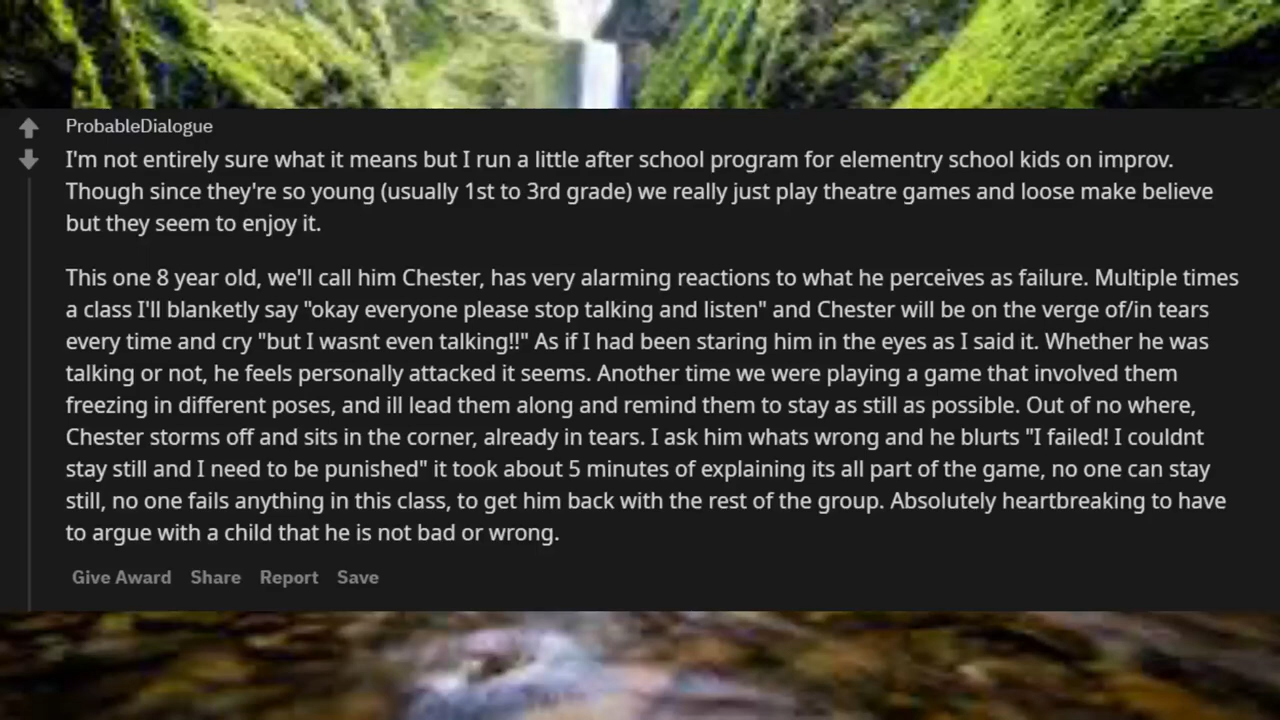 ProbableDialogue
I'm not entirely sure what it means but I run a little after school program for elementry school kids on improv.
Though since they're so young (usually 1st to 3rd grade) we really just play theatre games and loose make believe
but they seem to enjoy it.
This one 8 year old, we'll call him Chester, has very alarming reactions to what he perceives as failure. Multiple times
a class I'll blanketly say "okay everyone please stop talking and listen" and Chester will be on the verge of/in tears
every time and cry "but I wasnt even talking!!" As if I had been staring him in the eyes as I said it. Whether he was
talking or not, he feels personally attacked it seems. Another time we were playing a game that involved them
freezing in different poses, and ill lead them along and remind them to stay as still as possible. Out of no where,
Chester storms off and sits in the corner, already in tears. I ask him whats wrong and he blurts "I failed! I couldnt
stay still and I need to be punished" it took about 5 minutes of explaining its all part of the game, no one can stay
still, no one fails anything in this class, to get him back with the rest of the group. Absolutely heartbreaking to have
to argue with a child that he is not bad or wrong.
Give Award Share Report Save